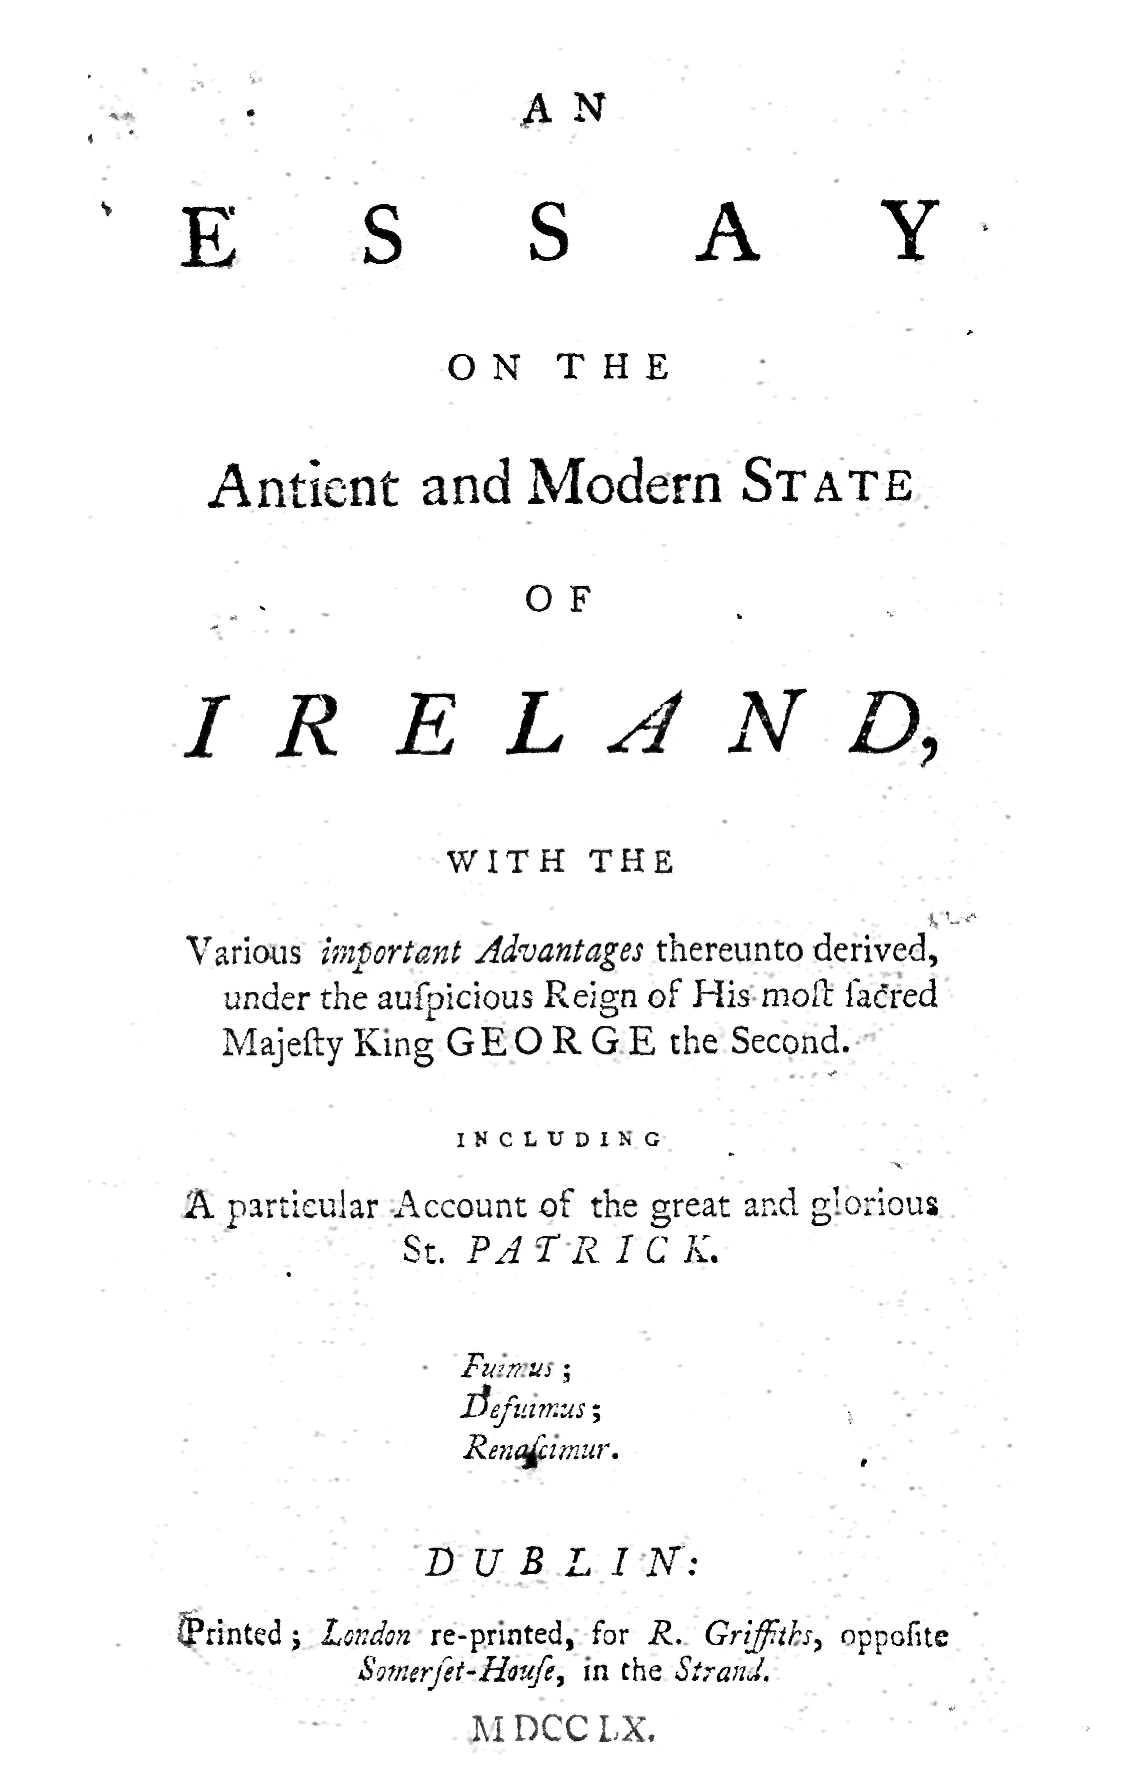 AN
ESSAY
ON THE
Antient and Modern STATE
OF
IRELAND,
WITH THE
Various important Advantages thereunto derived,
under the auſpicious Reign of His moſt ſacred
Majeſty King GEORGE the Second.
INCLUDING
A particular Account of the great and glorious
St. PATRICK.
Fuimus;
Defuimus;
Renaſcimur.
DUBLIN:
Printed; London re-printed, for R. Griffiths, oppoſite
Somerſet-Houſe, in the Strand.
MDCCLX.